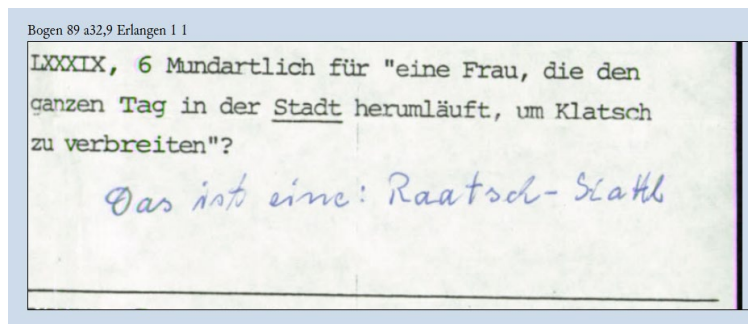 Bogen 89 a32,9 Erlangen 1 1
LXXXIX, 6 Mundartlich für "eine Frau, die den
ganzen Tag in der Stadt herumläuft, um Klatsch
zu verbreiten"?
Das ist eine: Raatsch-Kattl